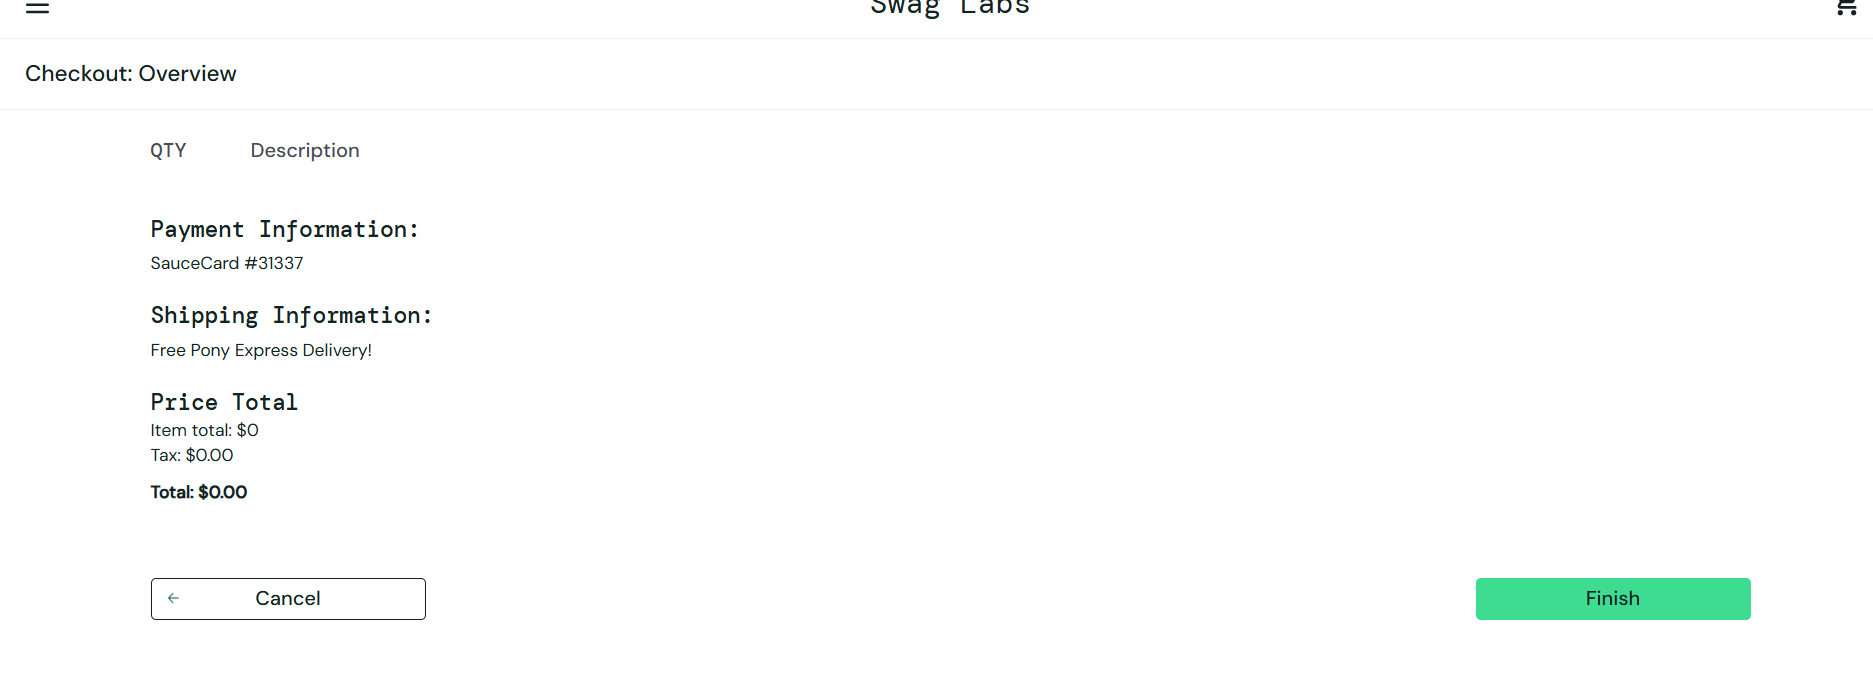 Swag Labs
Checkout: Overview
QTY Description
Payment Information:
SauceCard #31337
Shipping Information:
Free Pony Express Delivery!
Price Total
Item total: $0
Tax: $0.00
Total: $0.00
Cancel
Finish